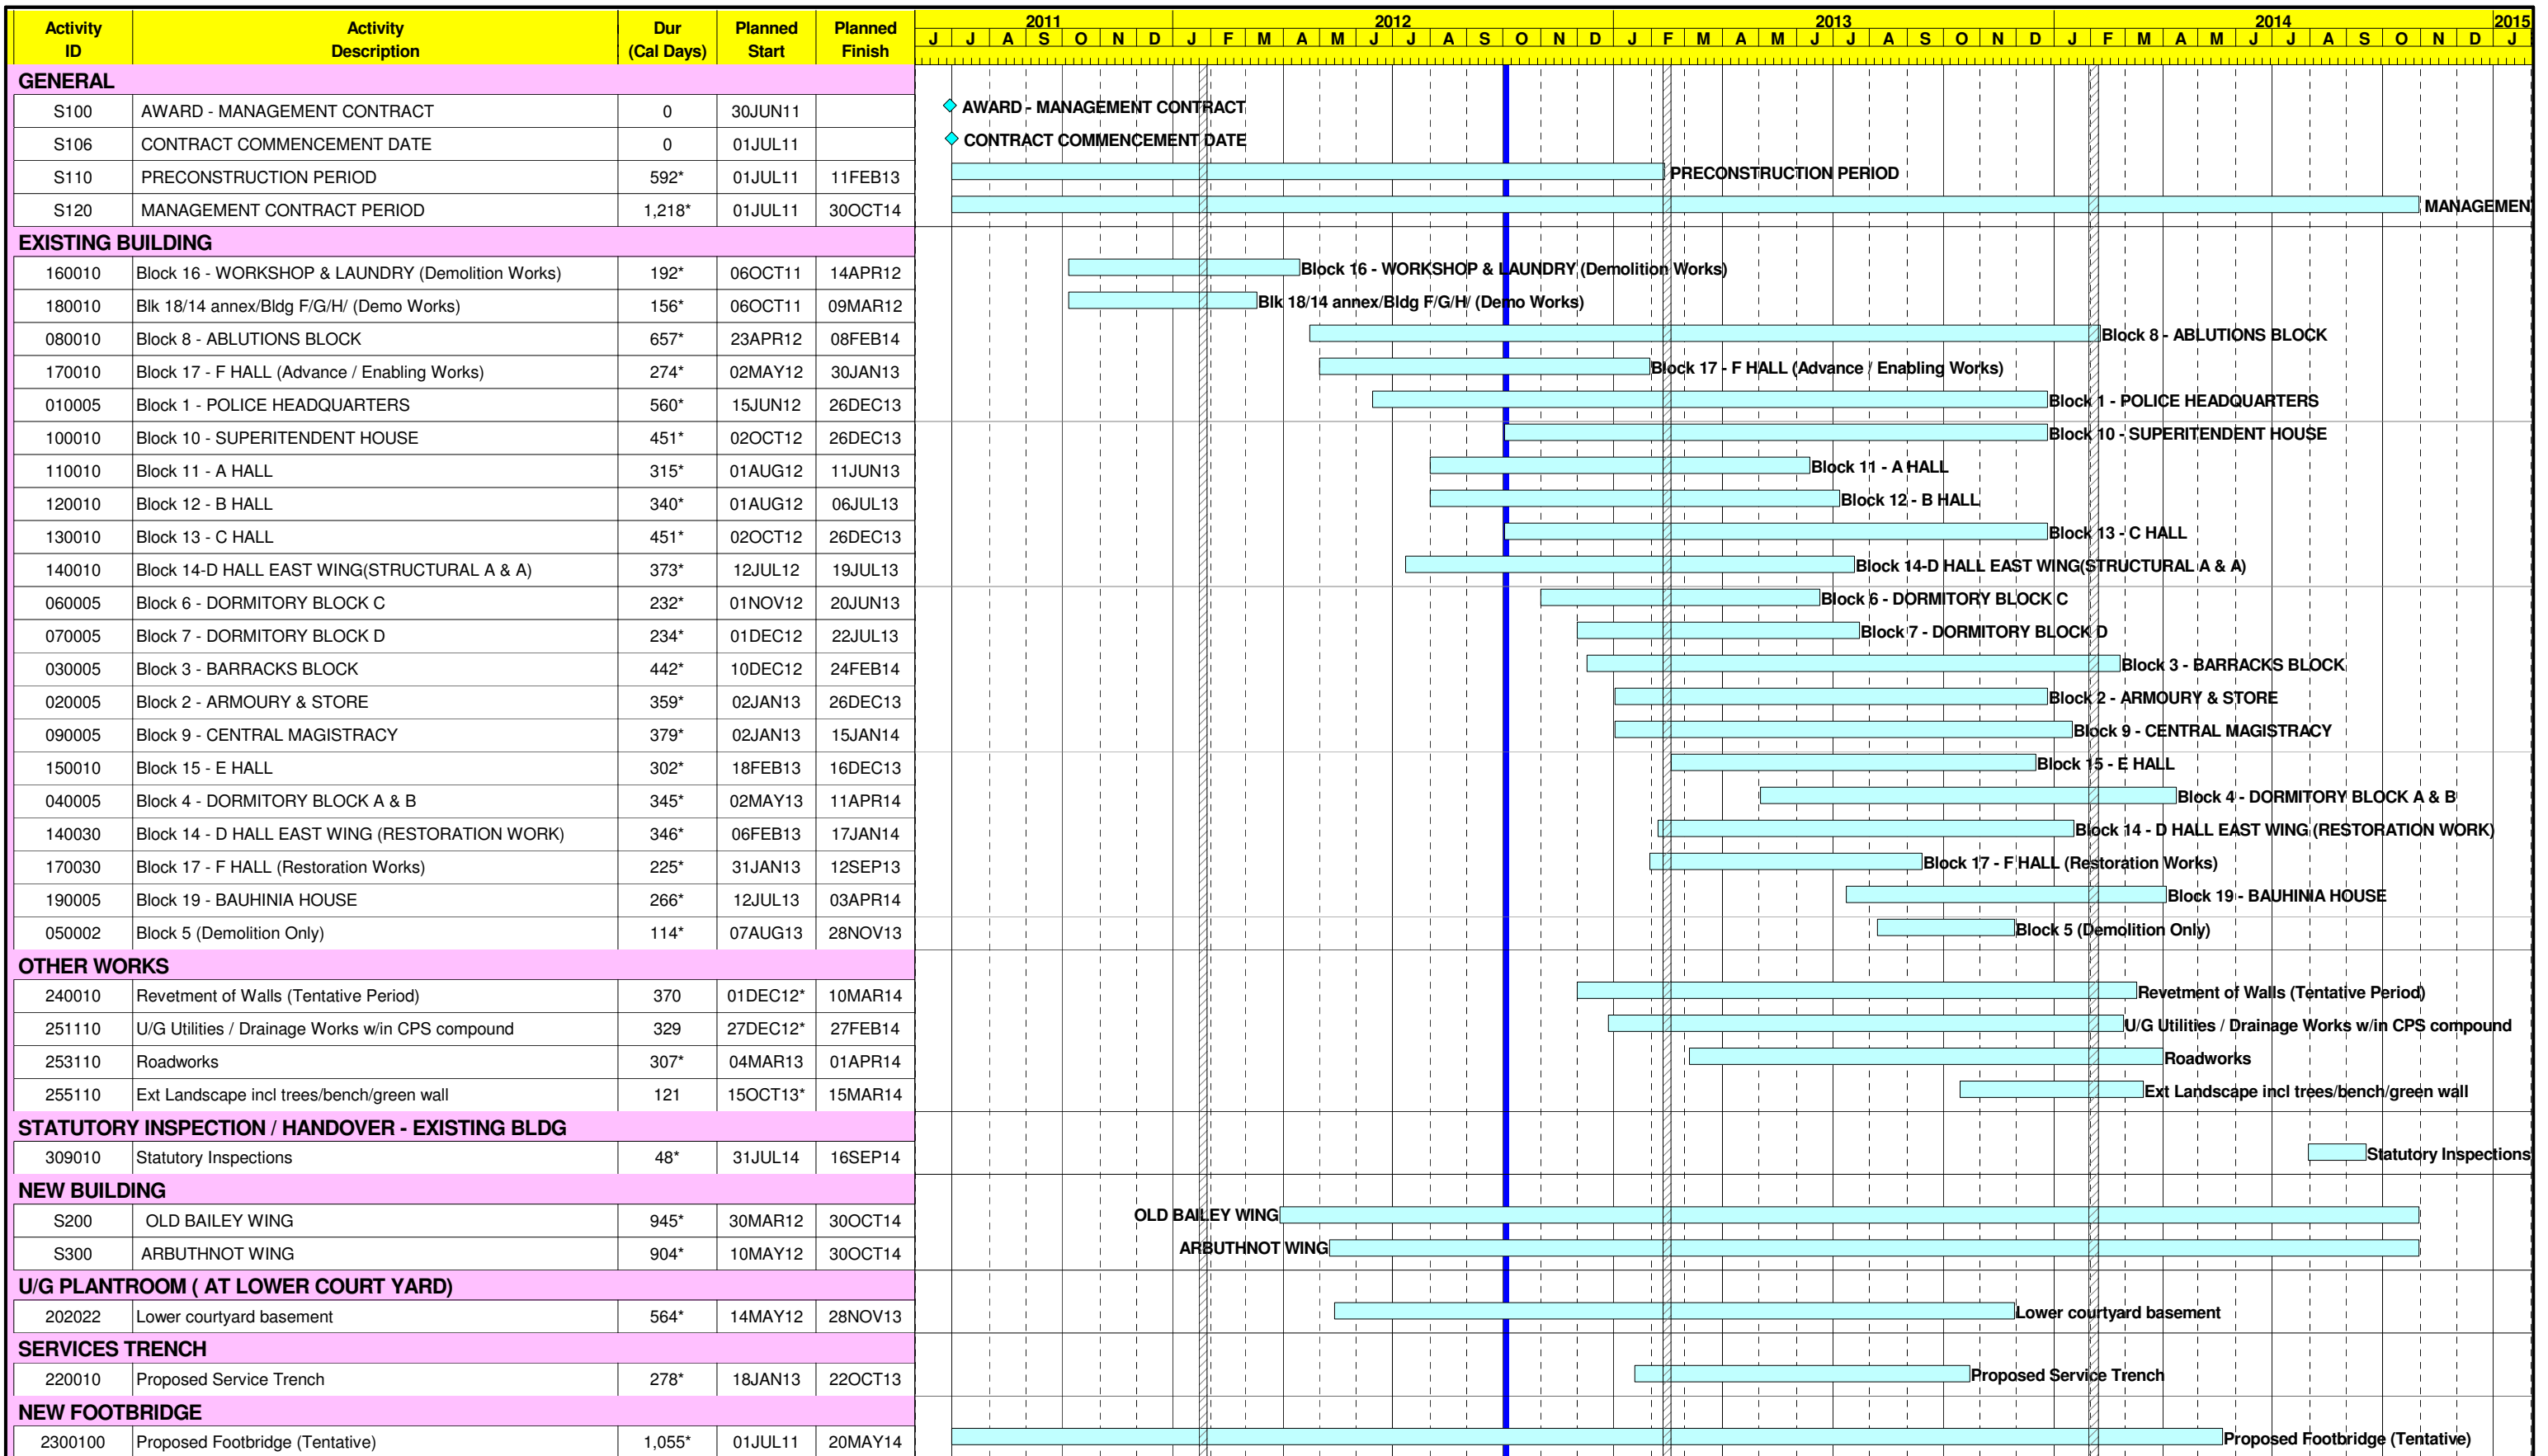 Activity ID Activity Description Dur (Cal Days) Planned Start Planned Finish 2011 2012 2013 2014 2015
J J A S O N D J F M A M J J A S O N D J F M A M J J A S O N D J F M A M J J A S O N D J
GENERAL
S100 AWARD - MANAGEMENT CONTRACT 0 30JUN11 AWARD - MANAGEMENT CONTRACT
S106 CONTRACT COMMENCEMENT DATE 0 01JUL11 CONTRACT COMMENCEMENT DATE
S110 PRECONSTRUCTION PERIOD 592* 01JUL11 11FEB13 PRECONSTRUCTION PERIOD
S120 MANAGEMENT CONTRACT PERIOD 1,218* 01JUL11 30OCT14 MANAGEMEN
EXISTING BUILDING
160010 Block 16 - WORKSHOP & LAUNDRY (Demolition Works) 192* 06OCT11 14APR12 Block 16 - WORKSHOP & LAUNDRY (Demolition Works)
180010 Blk 18/14 annex/Bldg F/G/H/ (Demo Works) 156* 06OCT11 09MAR12 Blk 18/14 annex/Bldg F/G/H/ (Demo Works)
080010 Block 8 - ABLUTIONS BLOCK 657* 23APR12 08FEB14 Block 8 - ABLUTIONS BLOCK
170010 Block 17 - F HALL (Advance / Enabling Works) 274* 02MAY12 30JAN13 Block 17 - F HALL (Advance / Enabling Works)
010005 Block 1 - POLICE HEADQUARTERS 560* 15JUN12 26DEC13 Block 1 - POLICE HEADQUARTERS
100010 Block 10 - SUPERITENDENT HOUSE 451* 02OCT12 26DEC13 Block 10 - SUPERITENDENT HOUSE
110010 Block 11 - A HALL 315* 01AUG12 11JUN13 Block 11 - A HALL
120010 Block 12 - B HALL 340* 01AUG12 06JUL13 Block 12 - B HALL
130010 Block 13 - C HALL 451* 02OCT12 26DEC13 Block 13 - C HALL
140010 Block 14-D HALL EAST WING(STRUCTURAL A & A) 373* 12JUL12 19JUL13 Block 14-D HALL EAST WING(STRUCTURAL A & A)
060005 Block 6 - DORMITORY BLOCK C 232* 01NOV12 20JUN13 Block 6 - DORMITORY BLOCK C
070005 Block 7 - DORMITORY BLOCK D 234* 01DEC12 22JUL13 Block 7 - DORMITORY BLOCK D
030005 Block 3 - BARRACKS BLOCK 442* 10DEC12 24FEB14 Block 3 - BARRACKS BLOCK
020005 Block 2 - ARMOURY & STORE 359* 02JAN13 26DEC13 Block 2 - ARMOURY & STORE
090005 Block 9 - CENTRAL MAGISTRACY 379* 02JAN13 15JAN14 Block 9 - CENTRAL MAGISTRACY
150010 Block 15 - E HALL 302* 18FEB13 16DEC13 Block 15 - E HALL
040005 Block 4 - DORMITORY BLOCK A & B 345* 02MAY13 11APR14 Block 4 - DORMITORY BLOCK A & B
140030 Block 14 - D HALL EAST WING (RESTORATION WORK) 346* 06FEB13 17JAN14 Block 14 - D HALL EAST WING (RESTORATION WORK)
170030 Block 17 - F HALL (Restoration Works) 225* 31JAN13 12SEP13 Block 17 - F HALL (Restoration Works)
190005 Block 19 - BAUHINIA HOUSE 266* 12JUL13 03APR14 Block 19 - BAUHINIA HOUSE
050002 Block 5 (Demolition Only) 114* 07AUG13 28NOV13 Block 5 (Demolition Only)
OTHER WORKS
240010 Revetment of Walls (Tentative Period) 370 01DEC12* 10MAR14 Revetment of Walls (Tentative Period)
251110 U/G Utilities / Drainage Works w/in CPS compound 329 27DEC12* 27FEB14 U/G Utilities / Drainage Works w/in CPS compound
253110 Roadworks 307* 04MAR13 01APR14 Roadworks
255110 Ext Landscape incl trees/bench/green wall 121 15OCT13* 15MAR14 Ext Landscape incl trees/bench/green wall
STATUTORY INSPECTION / HANDOVER - EXISTING BLDG
309010 Statutory Inspections 48* 31JUL14 16SEP14 Statutory Inspections
NEW BUILDING
S200 OLD BAILEY WING 945* 30MAR12 30OCT14 OLD BAILEY WING
S300 ARBUTHNOT WING 904* 10MAY12 30OCT14 ARBUTHNOT WING
U/G PLANTROOM ( AT LOWER COURT YARD)
202022 Lower courtyard basement 564* 14MAY12 28NOV13 Lower courtyard basement
SERVICES TRENCH
220010 Proposed Service Trench 278* 18JAN13 22OCT13 Proposed Service Trench
NEW FOOTBRIDGE
2300100 Proposed Footbridge (Tentative) 1,055* 01JUL11 20MAY14 Proposed Footbridge (Tentative)